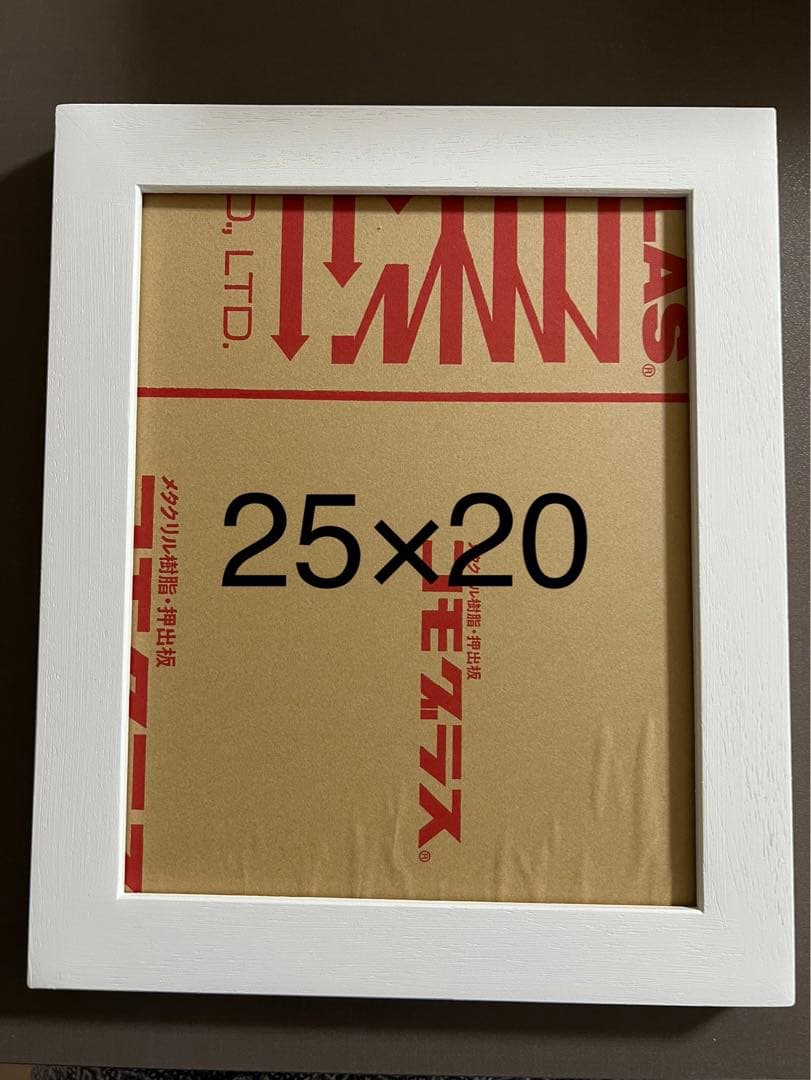 D., LTD.
LAS®
メタクリル樹脂・押出板
25×20
メタクリル樹脂・押出板
コモグラス®